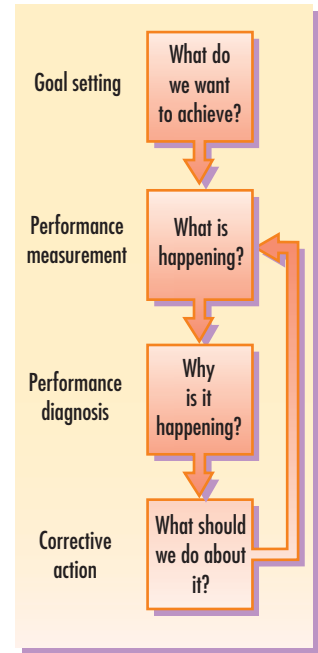 Goal setting
What do
we want
to achieve?
Performance
measurement
What is
happening?
Performance
diagnosis
Why
is it
happening?
Corrective
action
What should
we do about
it?